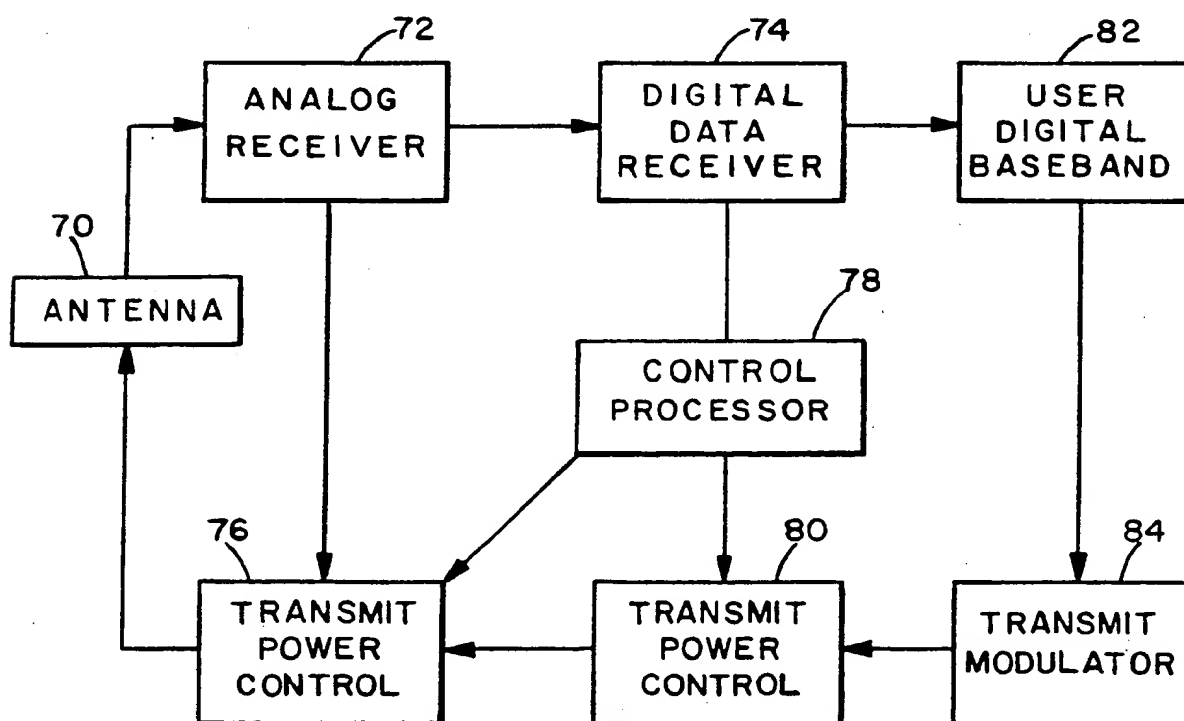 72
74
82
ANALOG
RECEIVER
DIGITAL
DATA
RECEIVER
USER
DIGITAL
BASEBAND
70
ANTENNA
78
CONTROL
PROCESSOR
76
80
84
TRANSMIT
POWER
CONTROL
TRANSMIT
POWER
CONTROL
TRANSMIT
MODULATOR